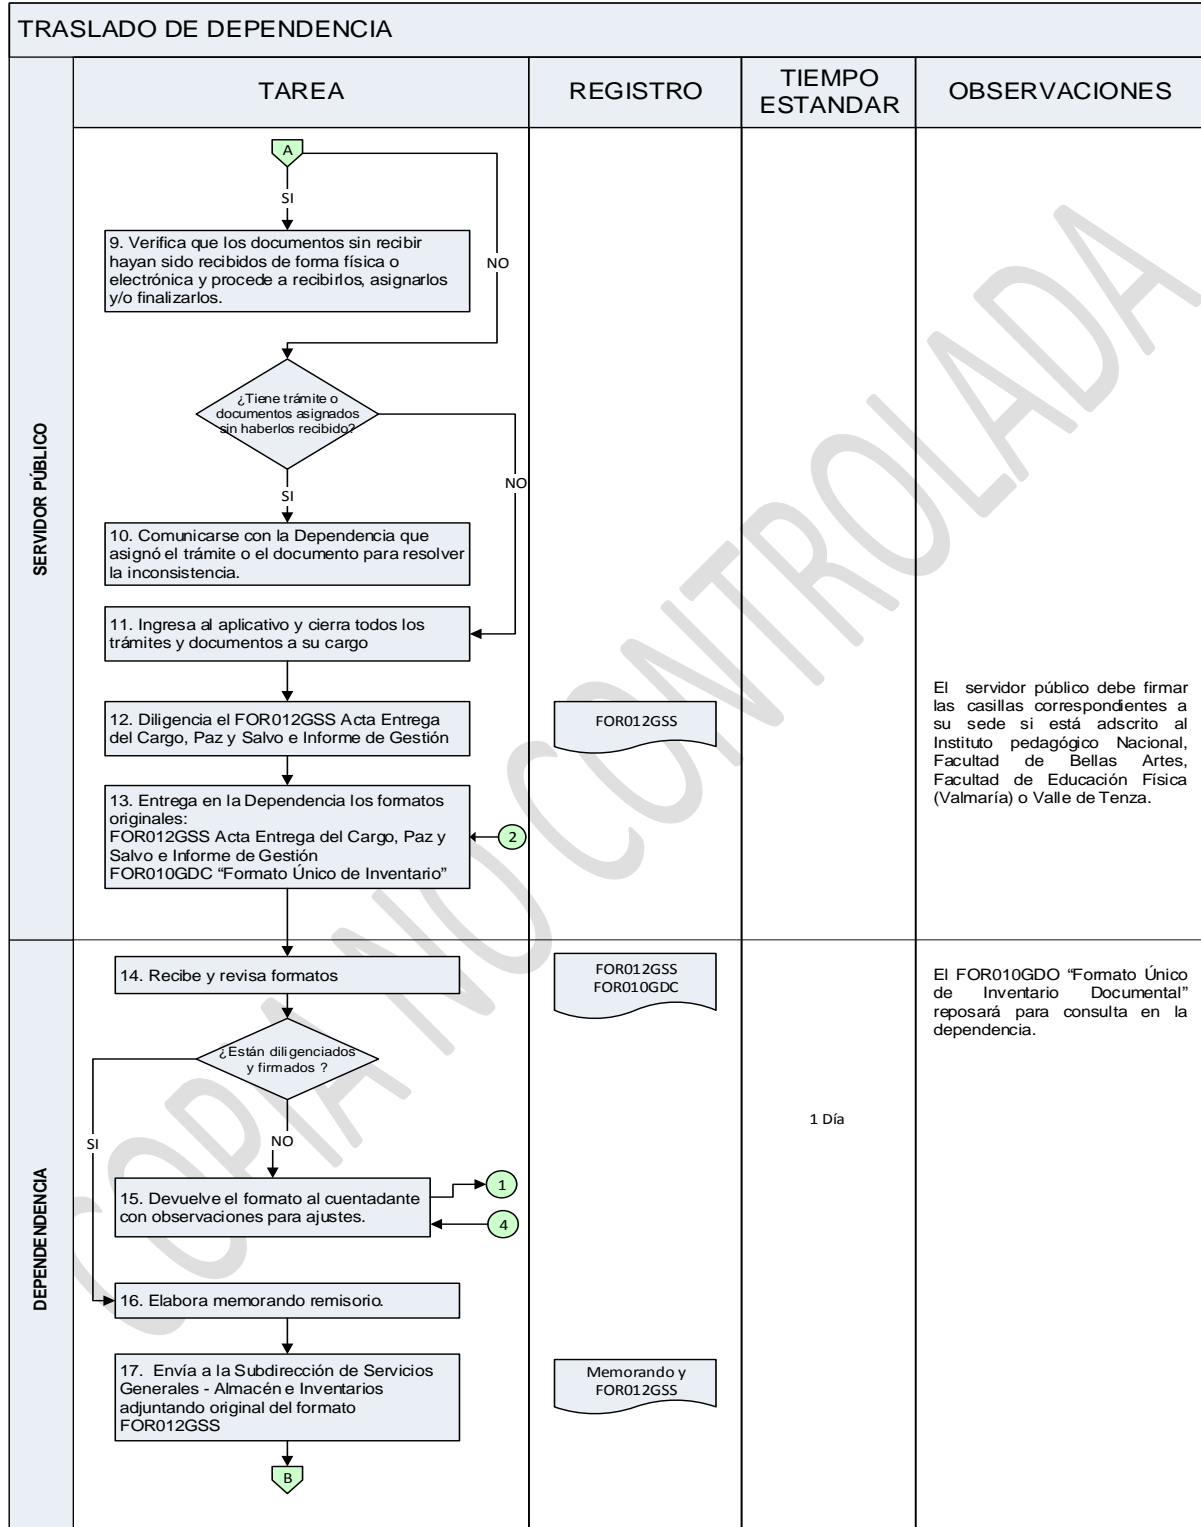 TRASLADO DE DEPENDENCIA
TAREA
REGISTRO
TIEMPO
ESTANDAR
OBSERVACIONES
SERVIDOR PÚBLICO
A
SI
NO
9. Verifica que los documentos sin recibir
hayan sido recibidos de forma física o
electrónica y procede a recibirlos, asignarlos
y/o finalizarlos.
¿Tiene trámite o
documentos asignados
sin haberlos recibido?
SI
NO
10. Comunicarse con la Dependencia que
asignó el trámite o el documento para resolver
la inconsistencia.
11. Ingresa al aplicativo y cierra todos los
trámites y documentos a su cargo
12. Diligencia el FOR012GSS Acta Entrega
del Cargo, Paz y Salvo e Informe de Gestión
FOR012GSS
El servidor público debe firmar
las casillas correspondientes a
su sede si está adscrito al
Instituto pedagógico Nacional,
Facultad de Bellas Artes,
Facultad de Educación Física
(Valmaría) o Valle de Tenza.
13. Entrega en la Dependencia los formatos
originales:
FOR012GSS Acta Entrega del Cargo, Paz y
Salvo e Informe de Gestión
FOR010GDC “Formato Único de Inventario”
2
DEPENDENCIA
14. Recibe y revisa formatos
FOR012GSS
FOR010GDC
El FOR010GDO “Formato Único
de Inventario Documental”
reposará para consulta en la
dependencia.
¿Están diligenciados
y firmados ?
SI
NO
1 Día
15. Devuelve el formato al cuentadante
con observaciones para ajustes.
1
4
16. Elabora memorando remisorio.
17. Envía a la Subdirección de Servicios
Generales - Almacén e Inventarios
adjuntando original del formato
FOR012GSS
Memorando y
FOR012GSS
B
COPIA NO CONTROLADA